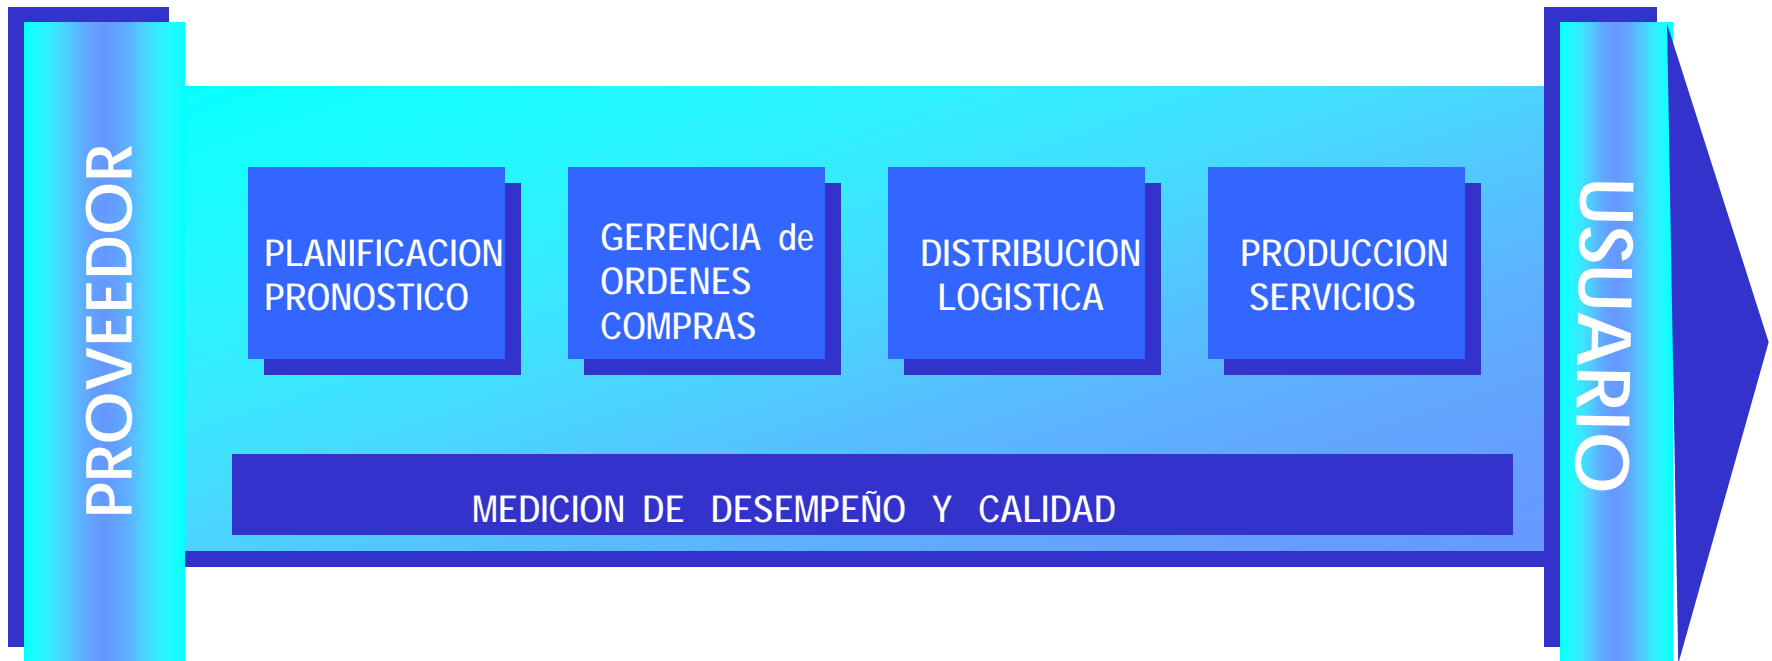 PROVEEDOR
PLANIFICACION
PRONOSTICO
GERENCIA de
ORDENES
COMPRAS
DISTRIBUCION
LOGISTICA
PRODUCCION
SERVICIOS
MEDICION DE DESEMPEÑO Y CALIDAD
USUARIO